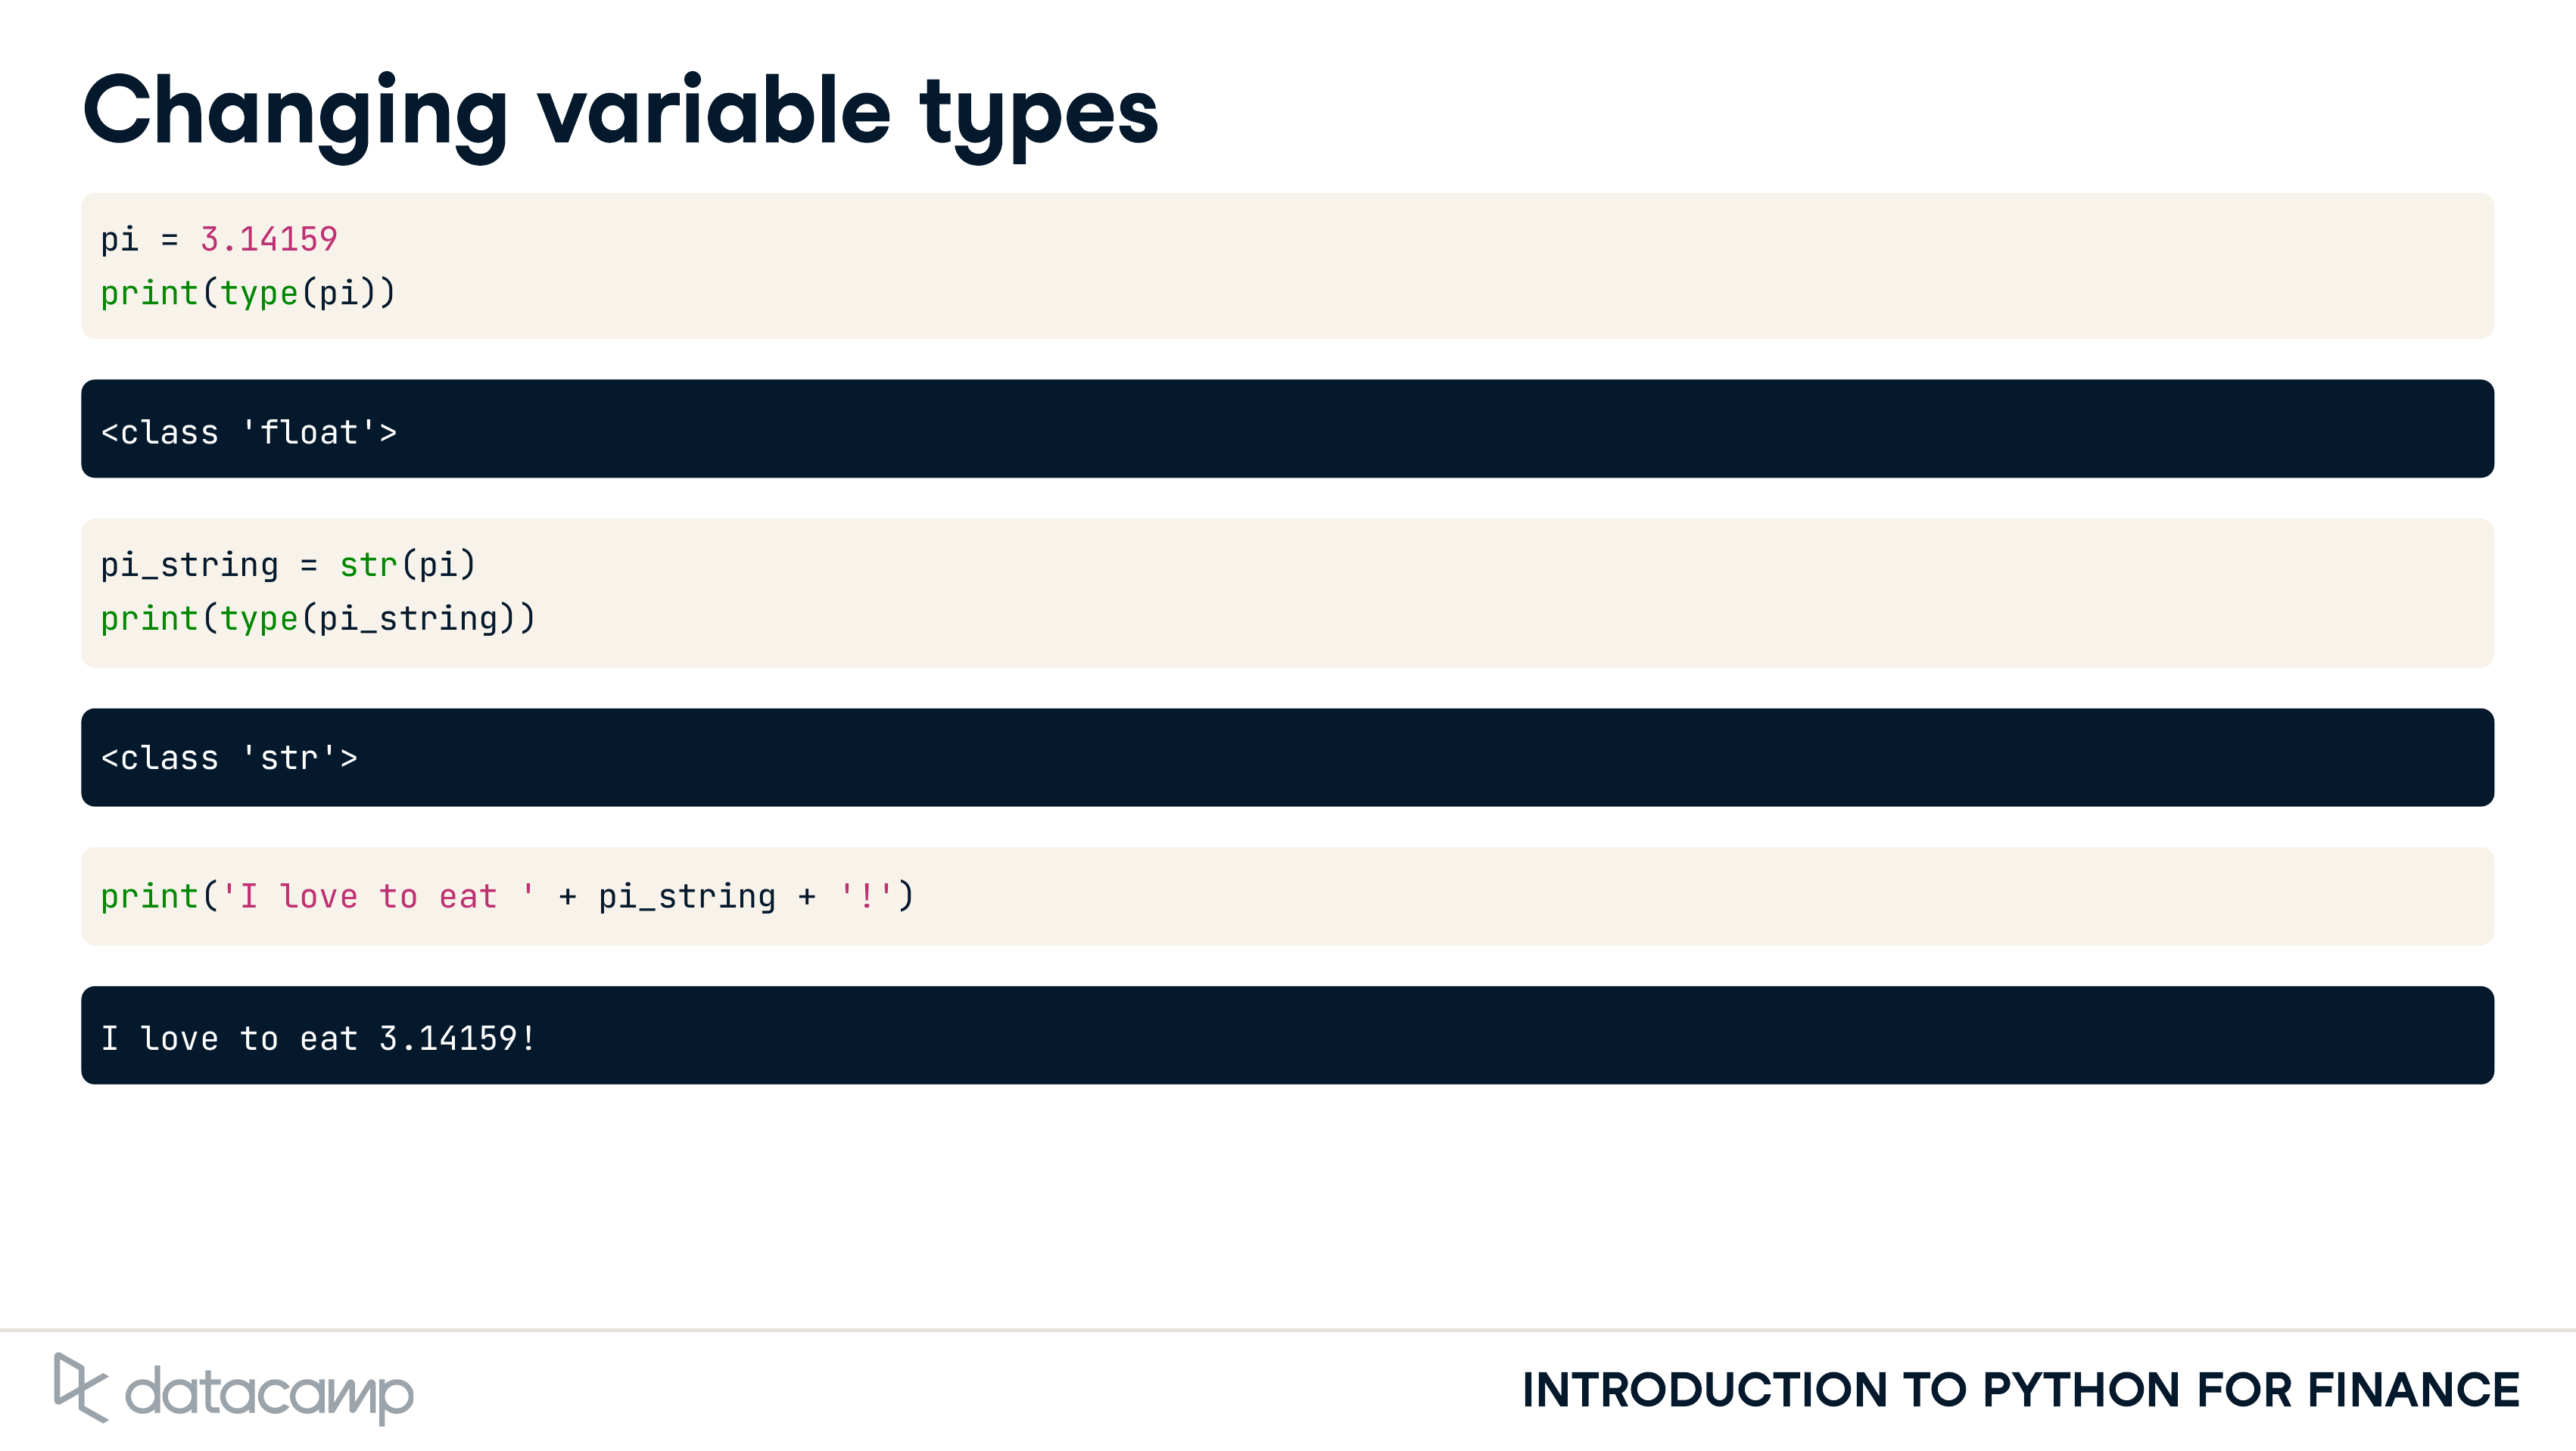 Changing variable types
pi = 3.14159
print(type(pi))
<class 'float'>
pi_string = str(pi)
print(type(pi_string))
<class 'str'>
print('I love to eat ' + pi_string + '!')
I love to eat 3.14159!
datacamp
INTRODUCTION TO PYTHON FOR FINANCE